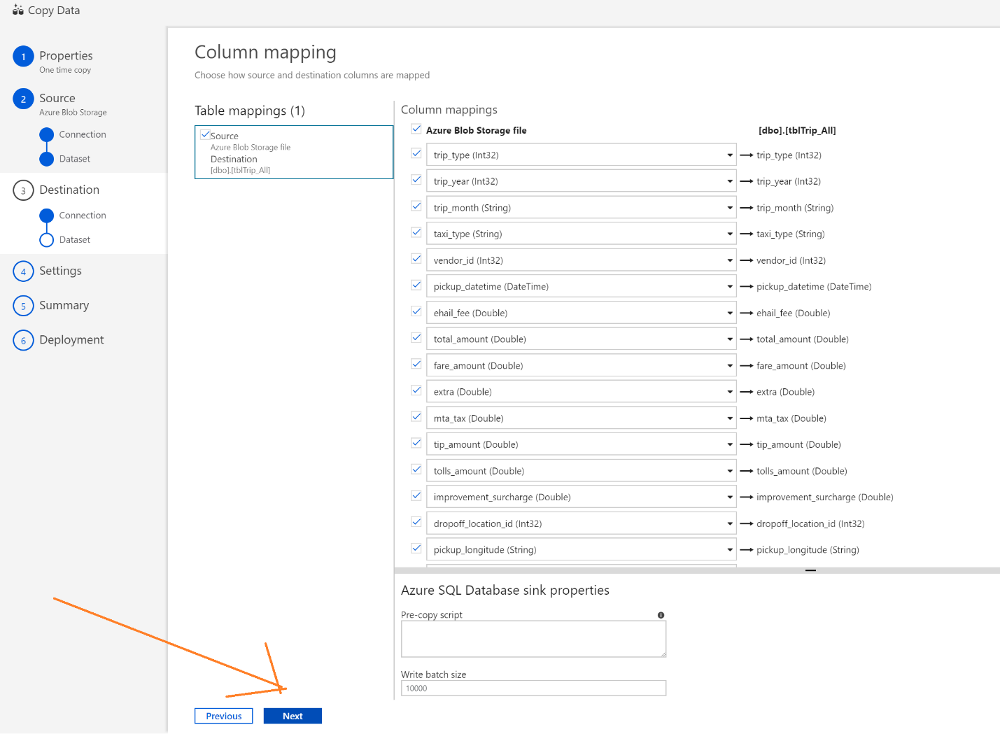 Copy Data
1 Properties
One time copy
2 Source
Azure Blob Storage
Connection
Dataset
3 Destination
Connection
Dataset
4 Settings
5 Summary
6 Deployment
Column mapping
Choose how source and destination columns are mapped
Table mappings (1)
Source
Azure Blob Storage file
Destination
[dbo].[tblTrip_All]
Column mappings
Azure Blob Storage file [dbo].[tblTrip_All]
trip_type (Int32) trip_type (Int32)
trip_year (Int32) trip_year (Int32)
trip_month (String) trip_month (String)
taxi_type (String) taxi_type (String)
vendor_id (Int32) vendor_id (Int32)
pickup_datetime (DateTime) pickup_datetime (DateTime)
ehail_fee (Double) ehail_fee (Double)
total_amount (Double) total_amount (Double)
fare_amount (Double) fare_amount (Double)
extra (Double) extra (Double)
mta_tax (Double) mta_tax (Double)
tip_amount (Double) tip_amount (Double)
tolls_amount (Double) tolls_amount (Double)
improvement_surcharge (Double) improvement_surcharge (Double)
dropoff_location_id (Int32) dropoff_location_id (Int32)
pickup_longitude (String) pickup_longitude (String)
Azure SQL Database sink properties
Pre-copy script
Write batch size
10000
Previous Next